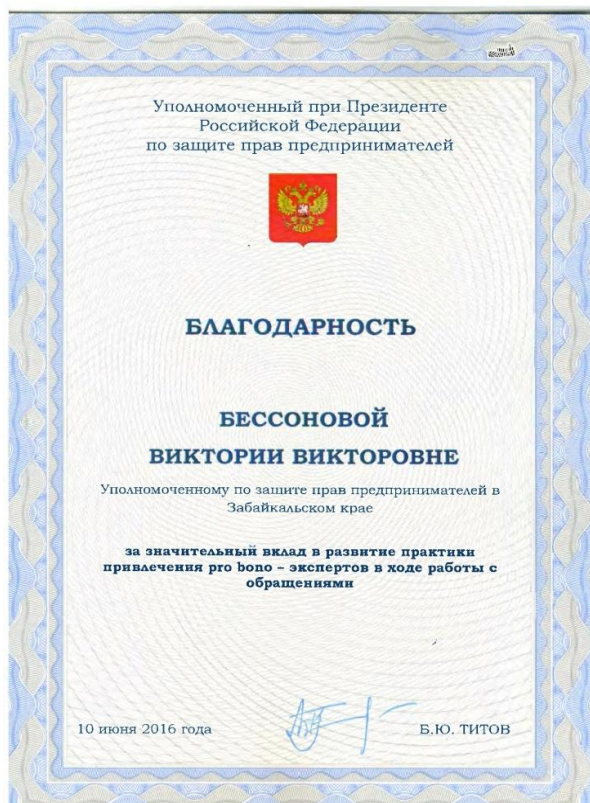 Уполномоченный при Президенте
Российской Федерации
по защите прав предпринимателей
БЛАГОДАРНОСТЬ
БЕССОНОВОЙ
ВИКТОРИИ ВИКТОРОВНЕ
Уполномоченному по защите прав предпринимателей в
Забайкальском крае
за значительный вклад в развитие практики
привлечения pro bono – экспертов в ходе работы с
обращениями
10 июня 2016 года
Б.Ю. ТИТОВ